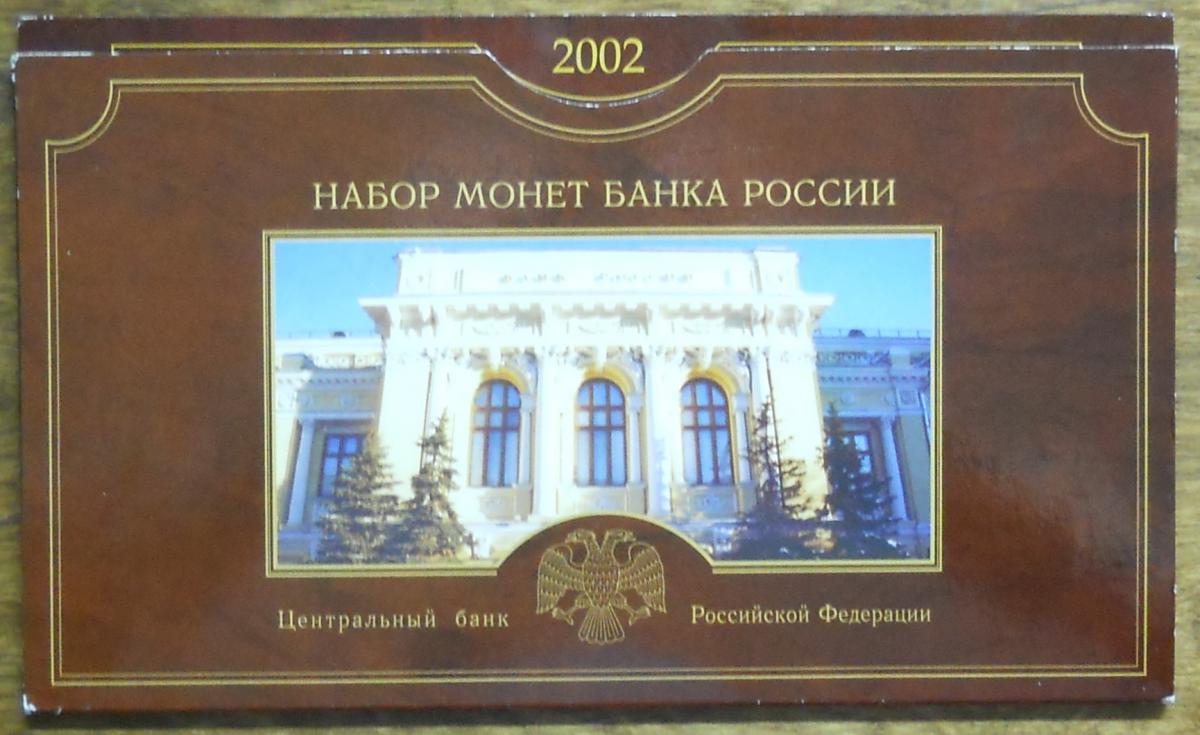 2002
НАБОР МОНЕТ БАНКА РОССИИ
Центральный банк Российской Федерации